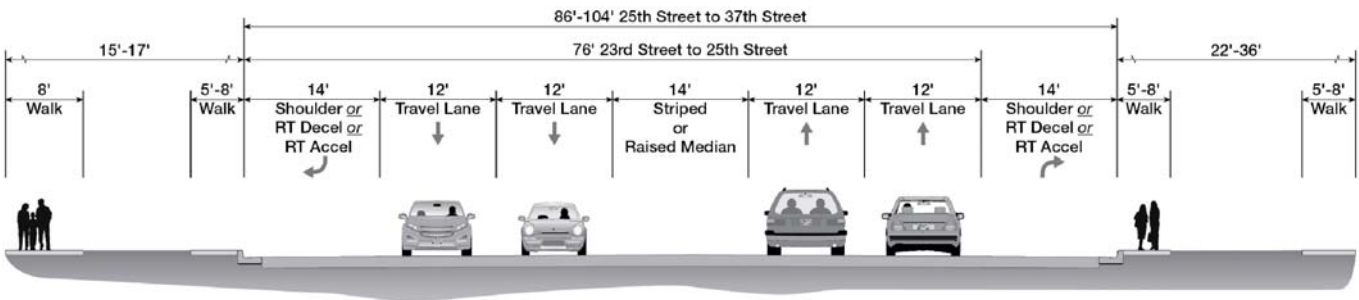 86'-104' 25th Street to 37th Street
15'-17'
76' 23rd Street to 25th Street
22'-36'
8'
Walk
5'-8'
Walk
14'
Shoulder or
RT Decel or
RT Accel
12'
Travel Lane
12'
Travel Lane
14'
Striped
or
Raised Median
12'
Travel Lane
12'
Travel Lane
14'
Shoulder or
RT Decel or
RT Accel
5'-8'
Walk
5'-8'
Walk